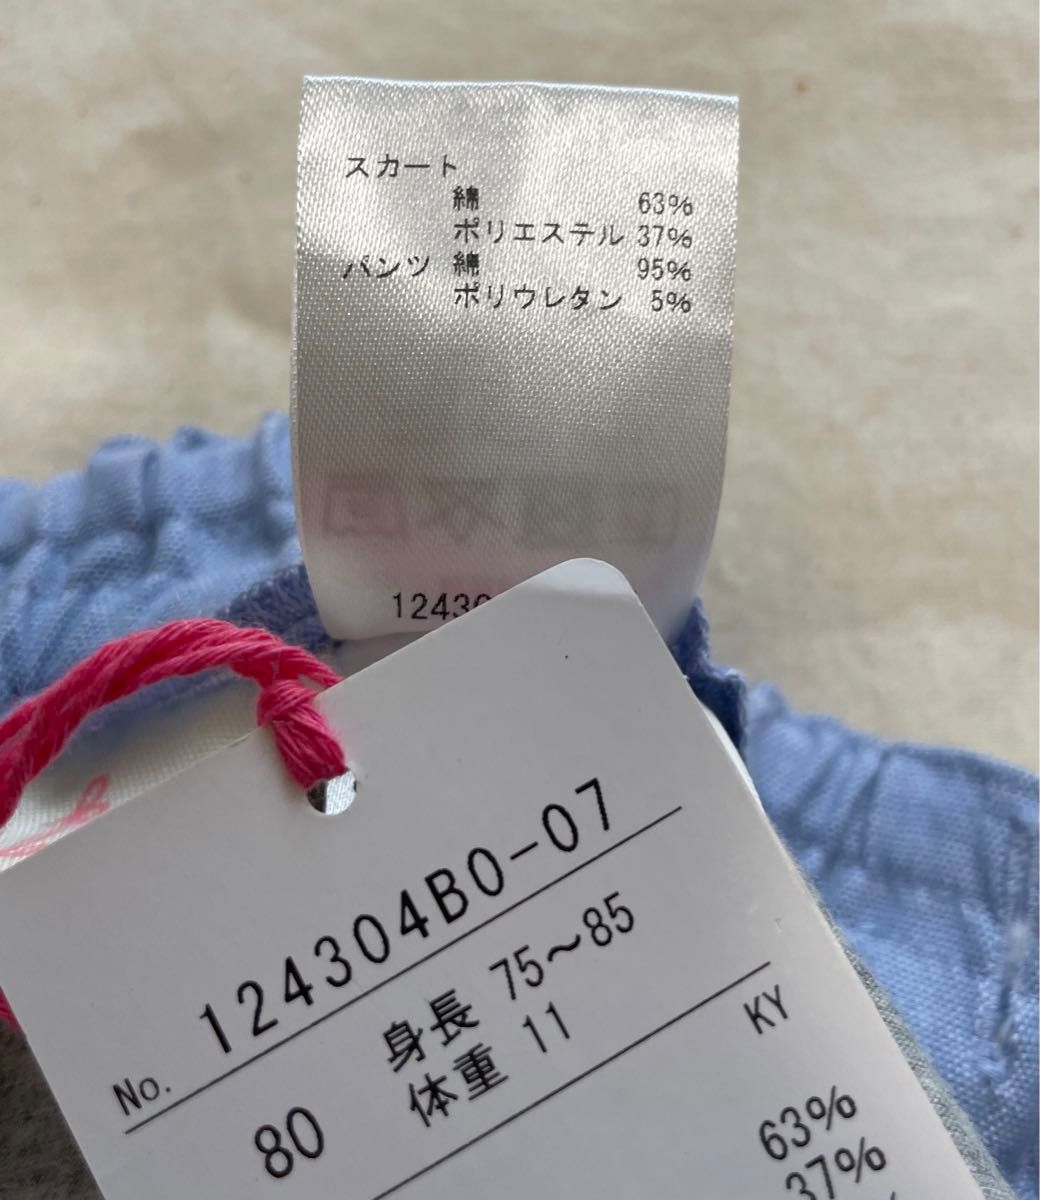 スカート
綿 63%
ポリエステル 37%
パンツ 綿 95%
ポリウレタン 5%
12430
No. 124304B0-07
80 身長 75～85
体重 11
KY
63%
37%